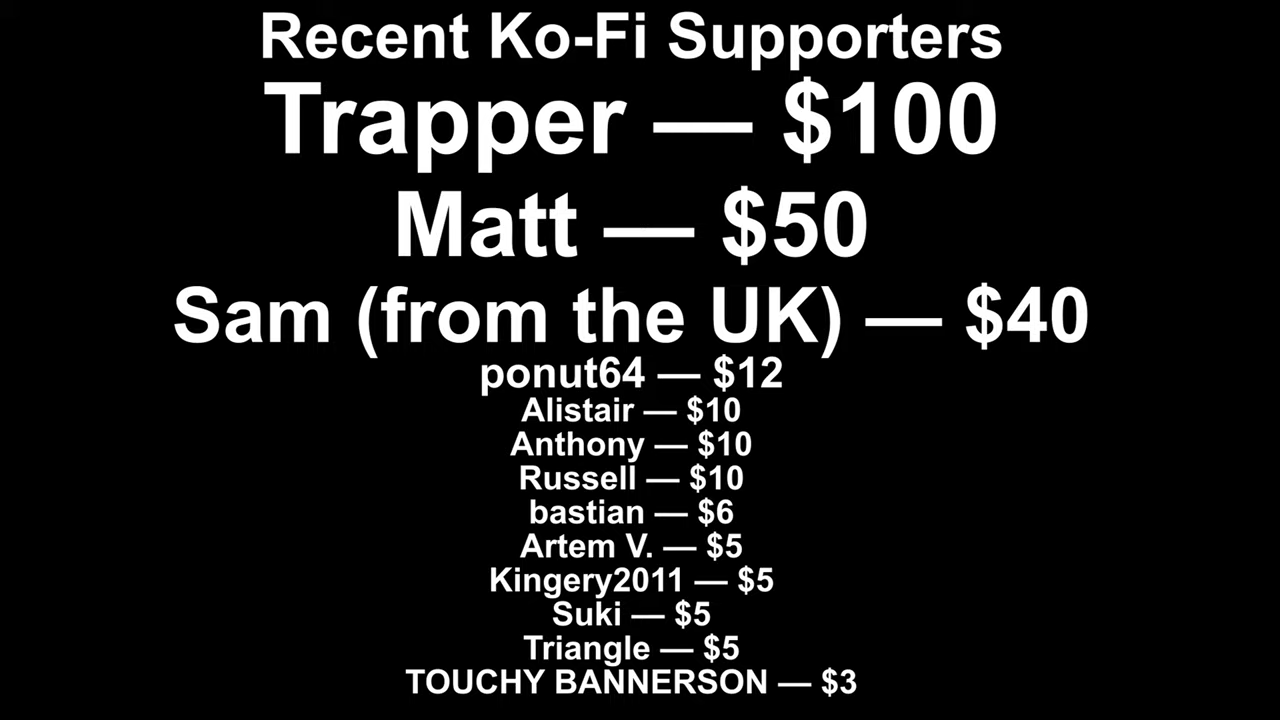 Recent Ko-Fi Supporters
Trapper — $100
Matt — $50
Sam (from the UK) — $40
ponut64 — $12
Alistair — $10
Anthony — $10
Russell — $10
bastian — $6
Artem V. — $5
Kingery2011 — $5
Suki — $5
Triangle — $5
TOUCHY BANNERSON — $3